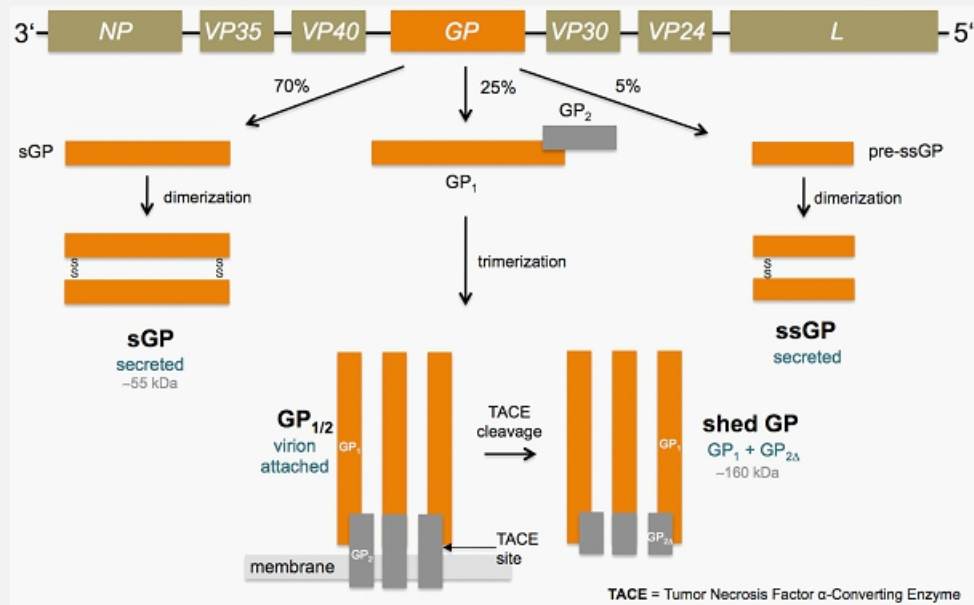 3‘ NP VP35 VP40 GP VP30 VP24 L 5‘
70% 25% 5%
GP₂
sGP
pre-ssGP
GP₁
dimerization
dimerization
trimerization
S S
S S
S
S S
S
sGP
secreted
–55 kDa
ssGP
secreted
GP₁/₂
virion
attached
GP₁
TACE
cleavage
GP₁
shed GP
GP₁ + GP₂Δ
–160 kDa
GP₂
TACE
site
GP₂Δ
membrane
TACE = Tumor Necrosis Factor α-Converting Enzyme